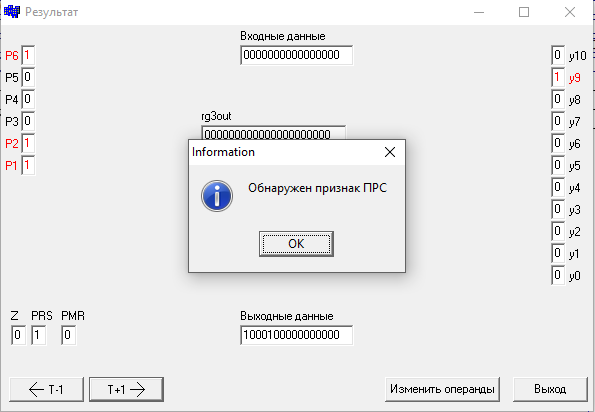 Результат
Входные данные
0000000000000000
P6 1
P5 0
P4 0
P3 0
P2 1
P1 1
0 y10
1 y9
0 y8
0 y7
0 y6
0 y5
0 y4
0 y3
0 y2
0 y1
0 y0
rg3out
Information
Обнаружен признак ПРС
OK
Z PRS PMR
0 1 0
Выходные данные
1000100000000000
T-1
T+1
Изменить операнды
Выход